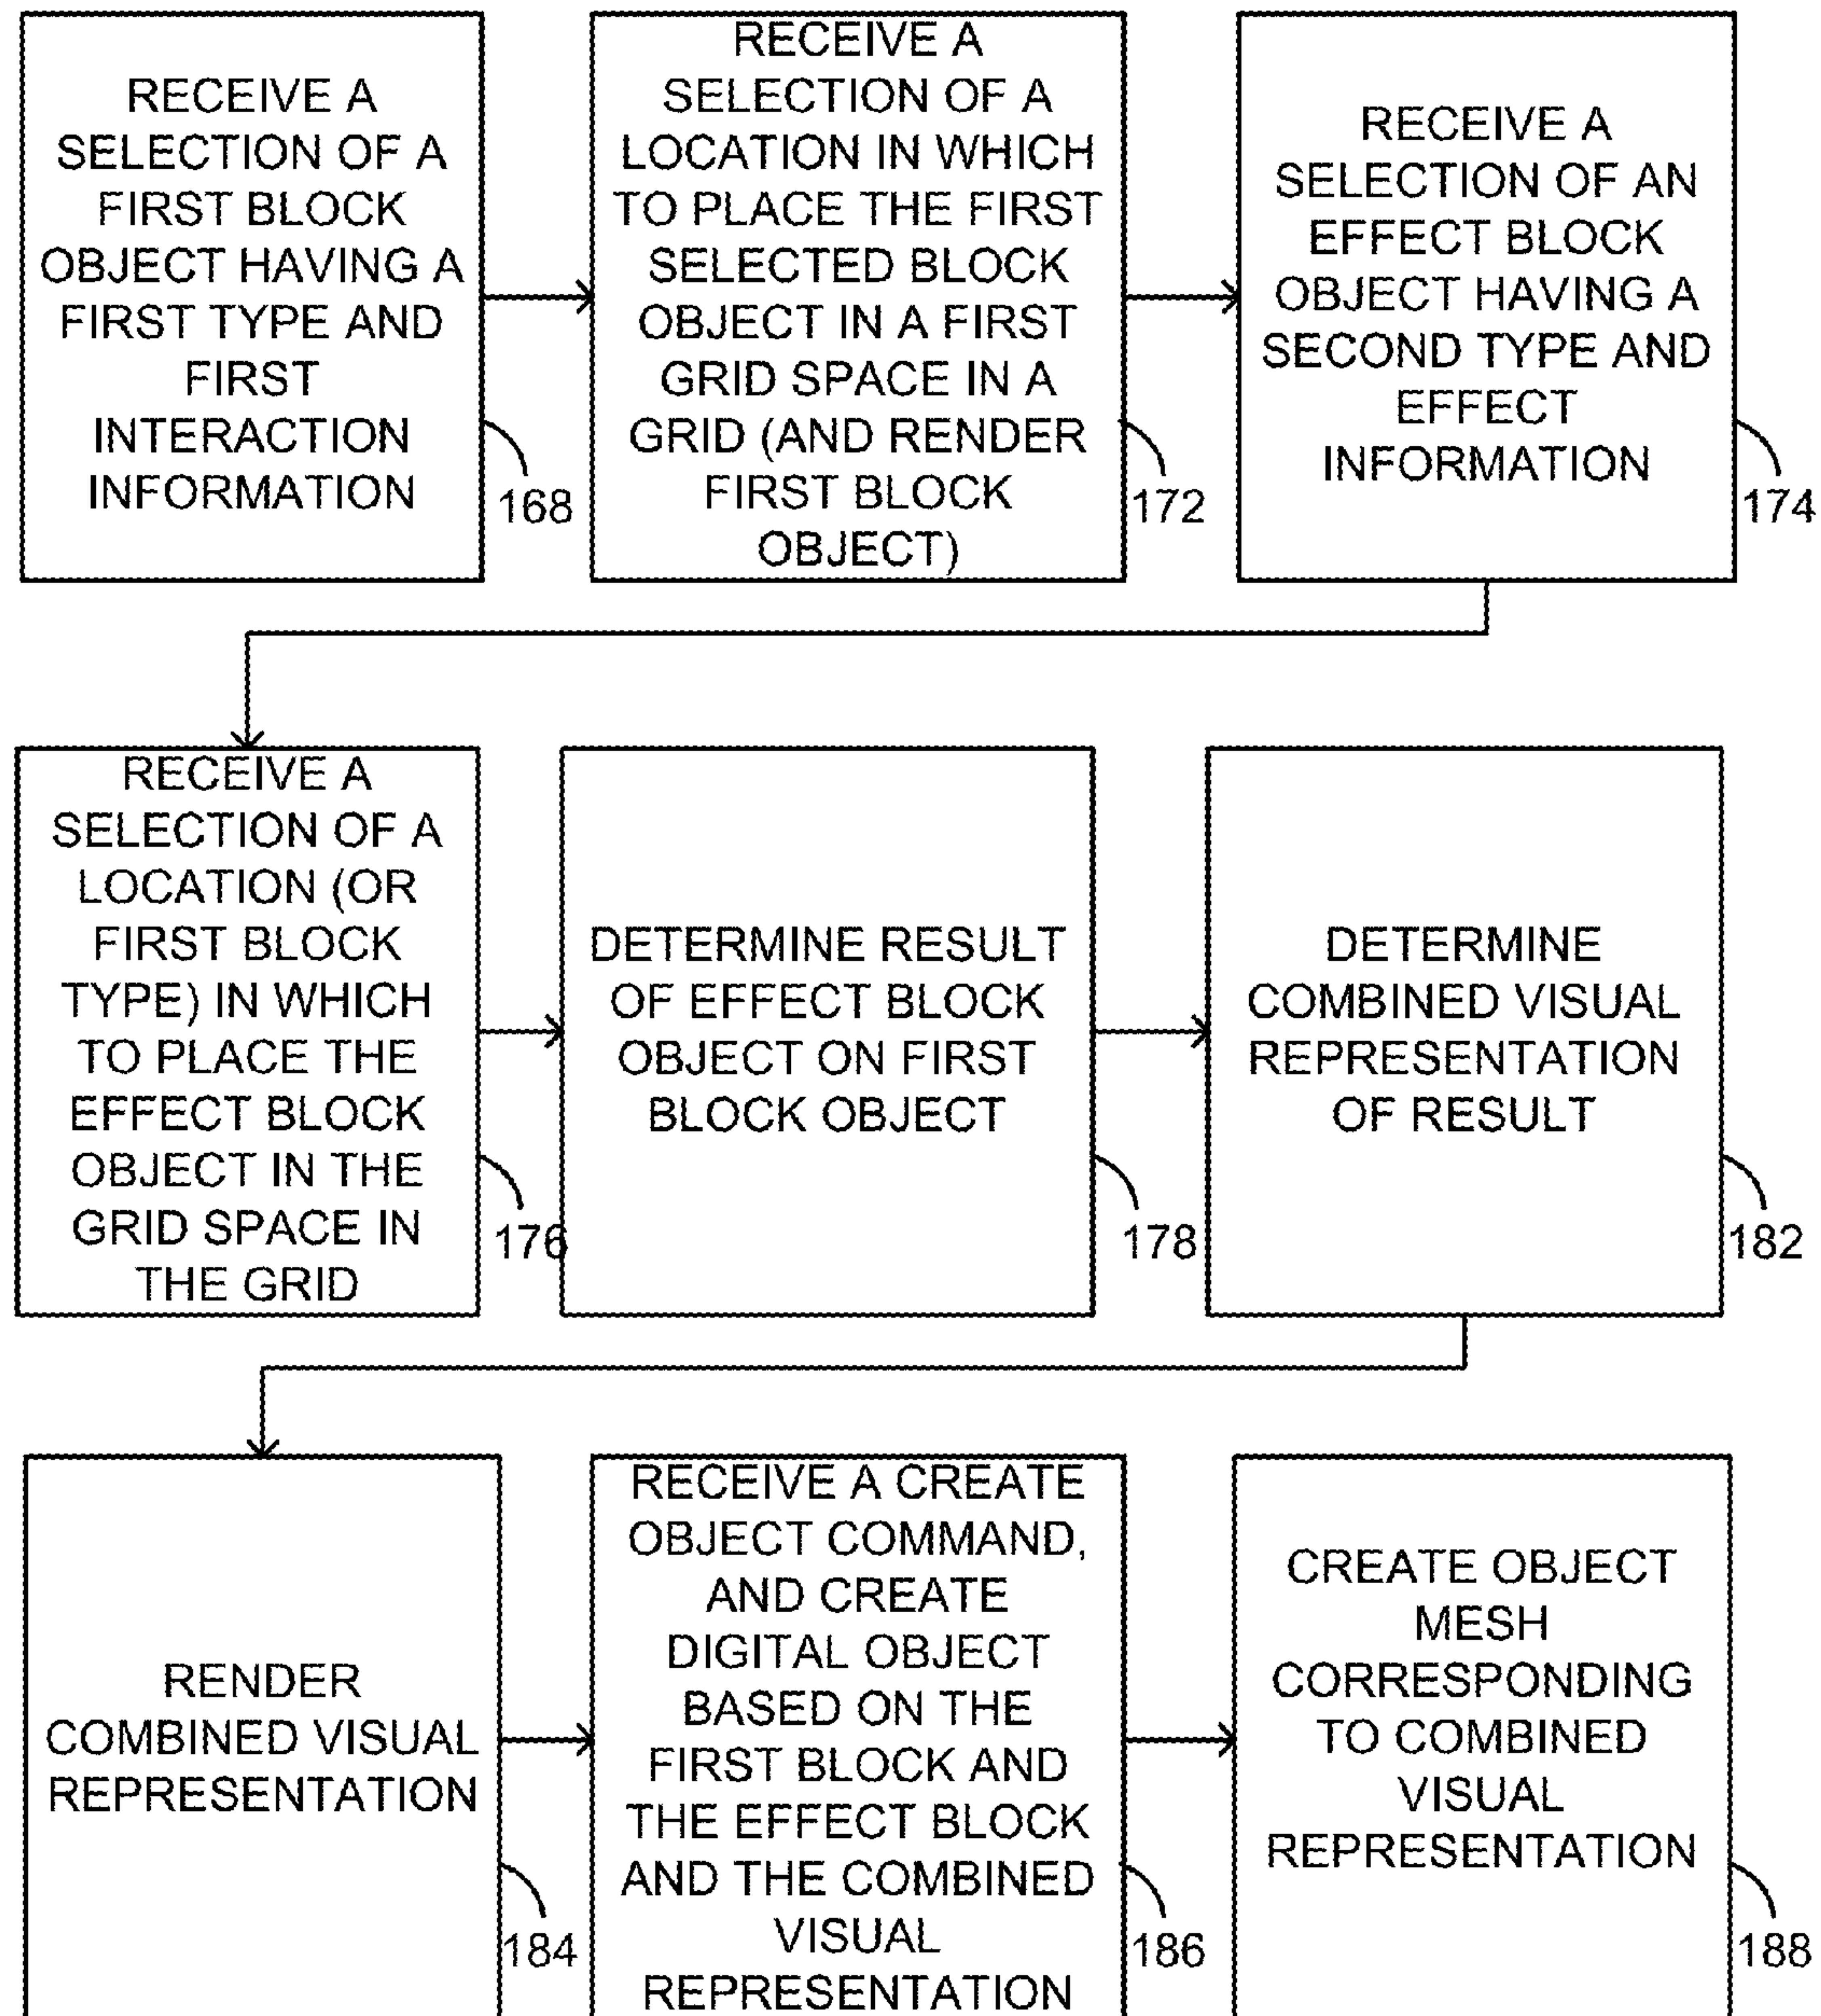 RECEIVE A
SELECTION OF A
FIRST BLOCK
OBJECT HAVING A
FIRST TYPE AND
FIRST
INTERACTION
INFORMATION
168
RECEIVE A
SELECTION OF A
LOCATION IN WHICH
TO PLACE THE FIRST
SELECTED BLOCK
OBJECT IN A FIRST
GRID SPACE IN A
GRID (AND RENDER
FIRST BLOCK
OBJECT)
172
RECEIVE A
SELECTION OF AN
EFFECT BLOCK
OBJECT HAVING A
SECOND TYPE AND
EFFECT
INFORMATION
174
RECEIVE A
SELECTION OF A
LOCATION (OR
FIRST BLOCK
TYPE) IN WHICH
TO PLACE THE
EFFECT BLOCK
OBJECT IN THE
GRID SPACE IN
THE GRID
176
DETERMINE RESULT
OF EFFECT BLOCK
OBJECT ON FIRST
BLOCK OBJECT
178
DETERMINE
COMBINED VISUAL
REPRESENTATION
OF RESULT
182
RENDER
COMBINED VISUAL
REPRESENTATION
184
RECEIVE A CREATE
OBJECT COMMAND,
AND CREATE
DIGITAL OBJECT
BASED ON THE
FIRST BLOCK AND
THE EFFECT BLOCK
AND THE COMBINED
VISUAL
REPRESENTATION
186
CREATE OBJECT
MESH
CORRESPONDING
TO COMBINED
VISUAL
REPRESENTATION
188